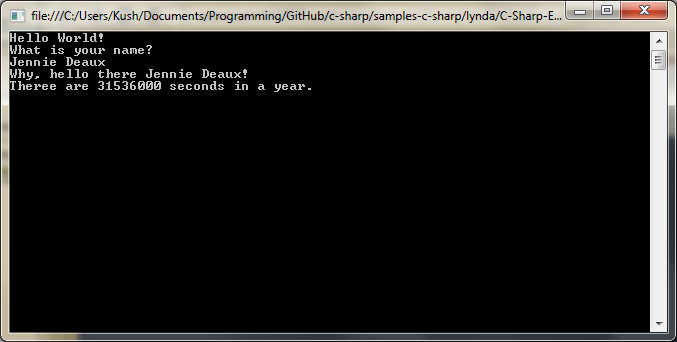 file:///C:/Users/Kush/Documents/Programming/GitHub/c-sharp/samples-c-sharp/lynda/C-Sharp-E...
Hello World!
What is your name?
Jennie Deaux
Why, hello there Jennie Deaux!
Theree are 31536000 seconds in a year.